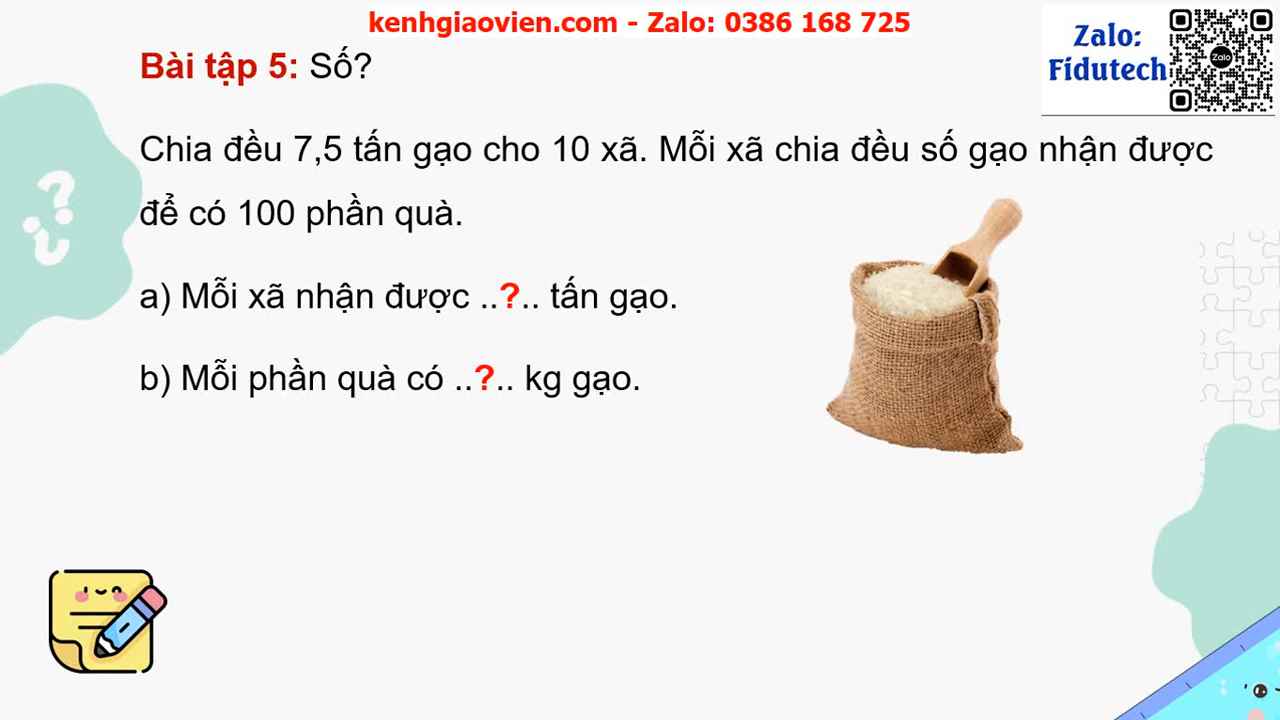 kenhgiaovien.com - Zalo: 0386 168 725
Zalo:
Fidutech
Zalo
Bài tập 5: Số?
Chia đều 7,5 tấn gạo cho 10 xã. Mỗi xã chia đều số gạo nhận được
để có 100 phần quà.
a) Mỗi xã nhận được ..?.. tấn gạo.
b) Mỗi phần quà có ..?.. kg gạo.